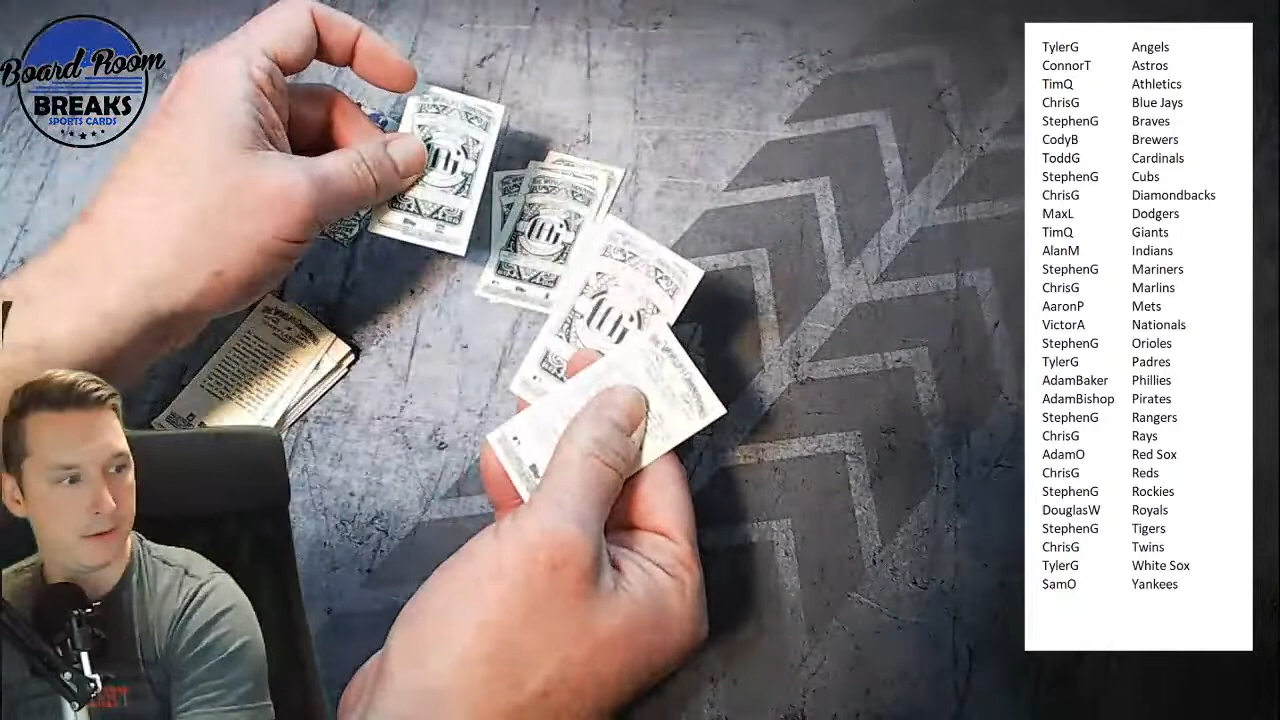 Board Room
BREAKS
SPORTS CARDS
TylerG Angels
ConnorT Astros
TimQ Athletics
ChrisG Blue Jays
StephenG Braves
CodyB Brewers
ToddG Cardinals
StephenG Cubs
ChrisG Diamondbacks
MaxL Dodgers
TimQ Giants
AlanM Indians
StephenG Mariners
ChrisG Marlins
AaronP Mets
VictorA Nationals
StephenG Orioles
TylerG Padres
AdamBaker Phillies
AdamBishop Pirates
StephenG Rangers
ChrisG Rays
AdamO Red Sox
ChrisG Reds
StephenG Rockies
DouglasW Royals
StephenG Tigers
ChrisG Twins
TylerG White Sox
SamO Yankees